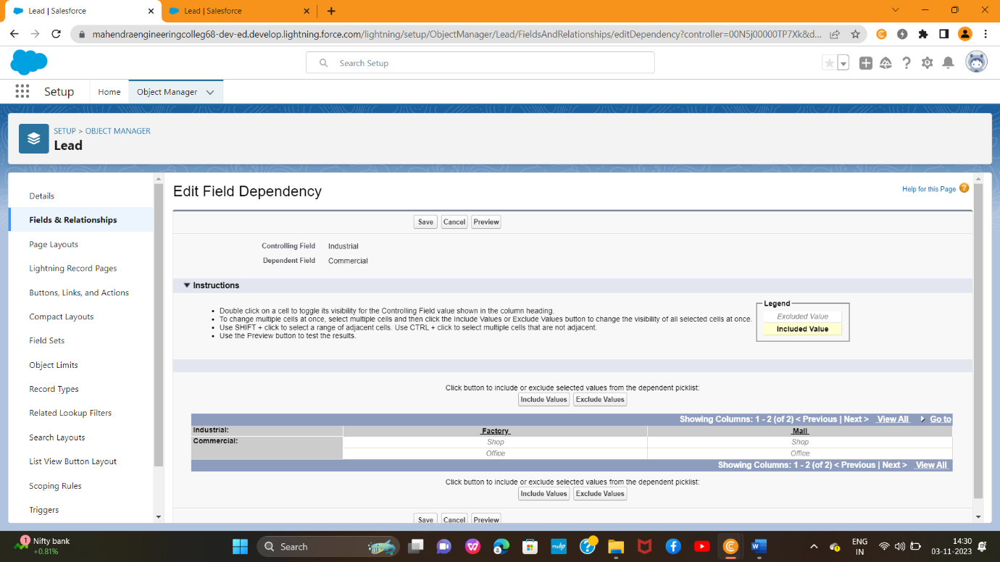 Lead | Salesforce
Lead | Salesforce
mahendraengineeringcolleg68-dev-ed.develop.lightning.force.com/lightning/setup/ObjectManager/Lead/FieldsAndRelationships/editDependency?controller=00N5j00000TP7Xk&d...
Search Setup
Setup
Home
Object Manager
SETUP > OBJECT MANAGER
Lead
Details
Fields & Relationships
Page Layouts
Lightning Record Pages
Buttons, Links, and Actions
Compact Layouts
Field Sets
Object Limits
Record Types
Related Lookup Filters
Search Layouts
List View Button Layout
Scoping Rules
Triggers
Edit Field Dependency
Help for this Page
Save Cancel Preview
Controlling Field Industrial
Dependent Field Commercial
Instructions
• Double click on a cell to toggle its visibility for the Controlling Field value shown in the column heading.
• To change multiple cells at once, select multiple cells and then click the Include Values or Exclude Values button to change the visibility of all selected cells at once.
• Use SHIFT + click to select a range of adjacent cells. Use CTRL + click to select multiple cells that are not adjacent.
• Use the Preview button to test the results.
Legend
Excluded Value
Included Value
Click button to include or exclude selected values from the dependent picklist:
Include Values Exclude Values
Showing Columns: 1 - 2 (of 2) < Previous | Next > View All Go to
Industrial: Factory Mall
Commercial: Shop Shop
Office Office
Showing Columns: 1 - 2 (of 2) < Previous | Next > View All
Click button to include or exclude selected values from the dependent picklist:
Include Values Exclude Values
Save Cancel Preview
1
Nifty bank
+0.81%
Search
myhp
ENG
IN
14:30
03-11-2023